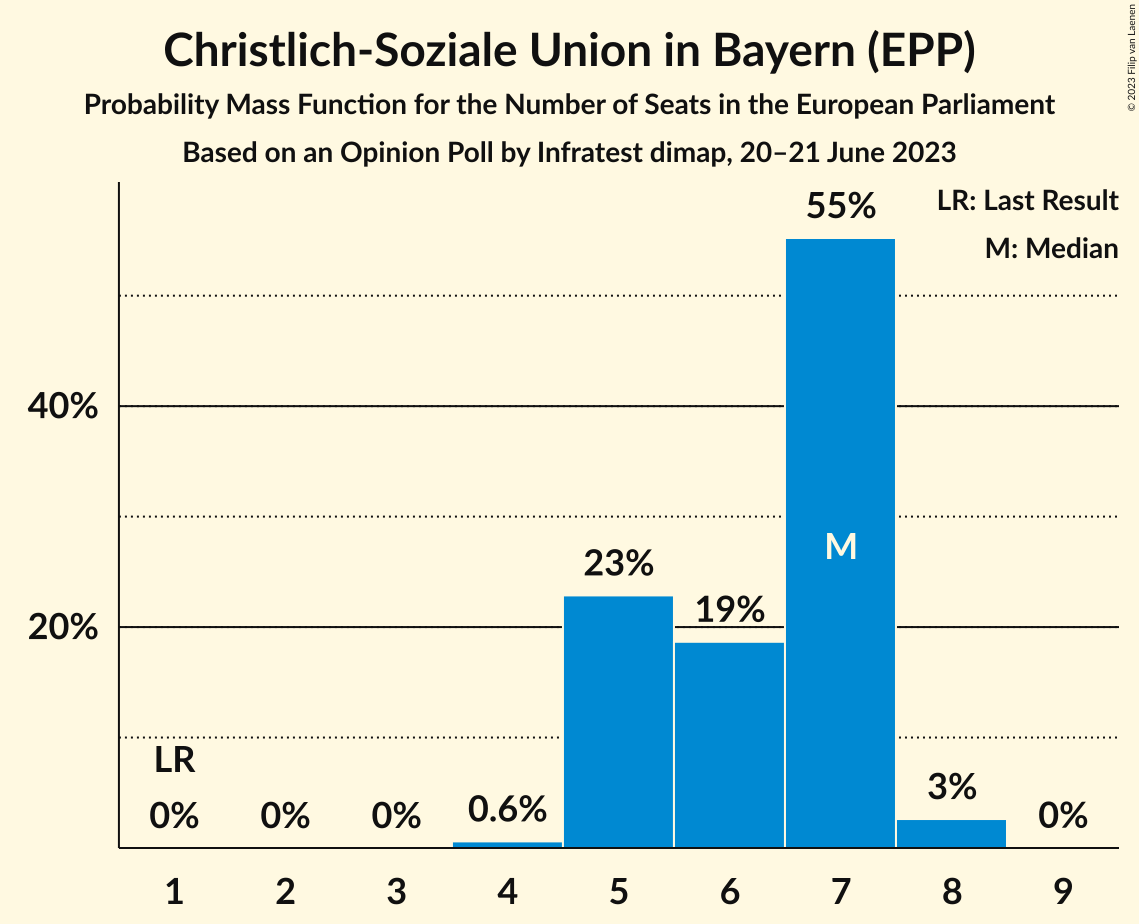 Christlich-Soziale Union in Bayern (EPP)
Probability Mass Function for the Number of Seats in the European Parliament
Based on an Opinion Poll by Infratest dimap, 20–21 June 2023
© 2023 Filip van Laenen
LR: Last Result
M: Median
55%
40%
M
23%
19%
20%
LR
0% 0% 0% 0.6% 3% 0%
1 2 3 4 5 6 7 8 9